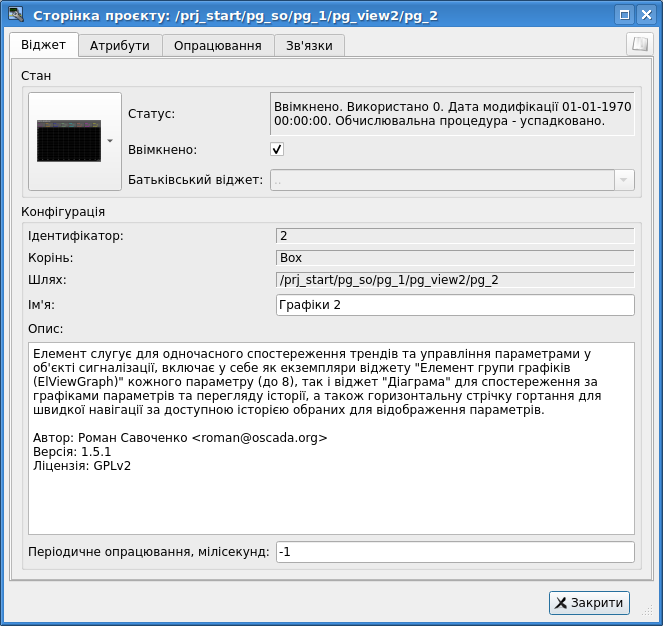 Сторінка проєкту: /prj_start/pg_so/pg_1/pg_view2/pg_2
Віджет Атрибути Опрацювання Зв'язки
Стан
Статус: Ввімкнено. Використано 0. Дата модифікації 01-01-1970
00:00:00. Обчислювальна процедура - успадковано.
Ввімкнено:
Батьківський віджет: ..
Конфігурація
Ідентифікатор: 2
Корінь: Box
Шлях: /prj_start/pg_so/pg_1/pg_view2/pg_2
Ім'я: Графіки 2
Опис:
Елемент слугує для одночасного спостереження трендів та управління параметрами у
об'єкті сигналізації, включає у себе як екземпляри віджету "Елемент групи графіків
(ElViewGraph)" кожного параметру (до 8), так і віджет "Діаграма" для спостереження за
графіками параметрів та перегляду історії, а також горизонтальну стрічку гортання для
швидкої навігації за доступною історією обраних для відображення параметрів.
Автор: Роман Савоченко <roman@oscada.org>
Версія: 1.5.1
Ліцензія: GPLv2
Періодичне опрацювання, мілісекунд: -1
Закрити